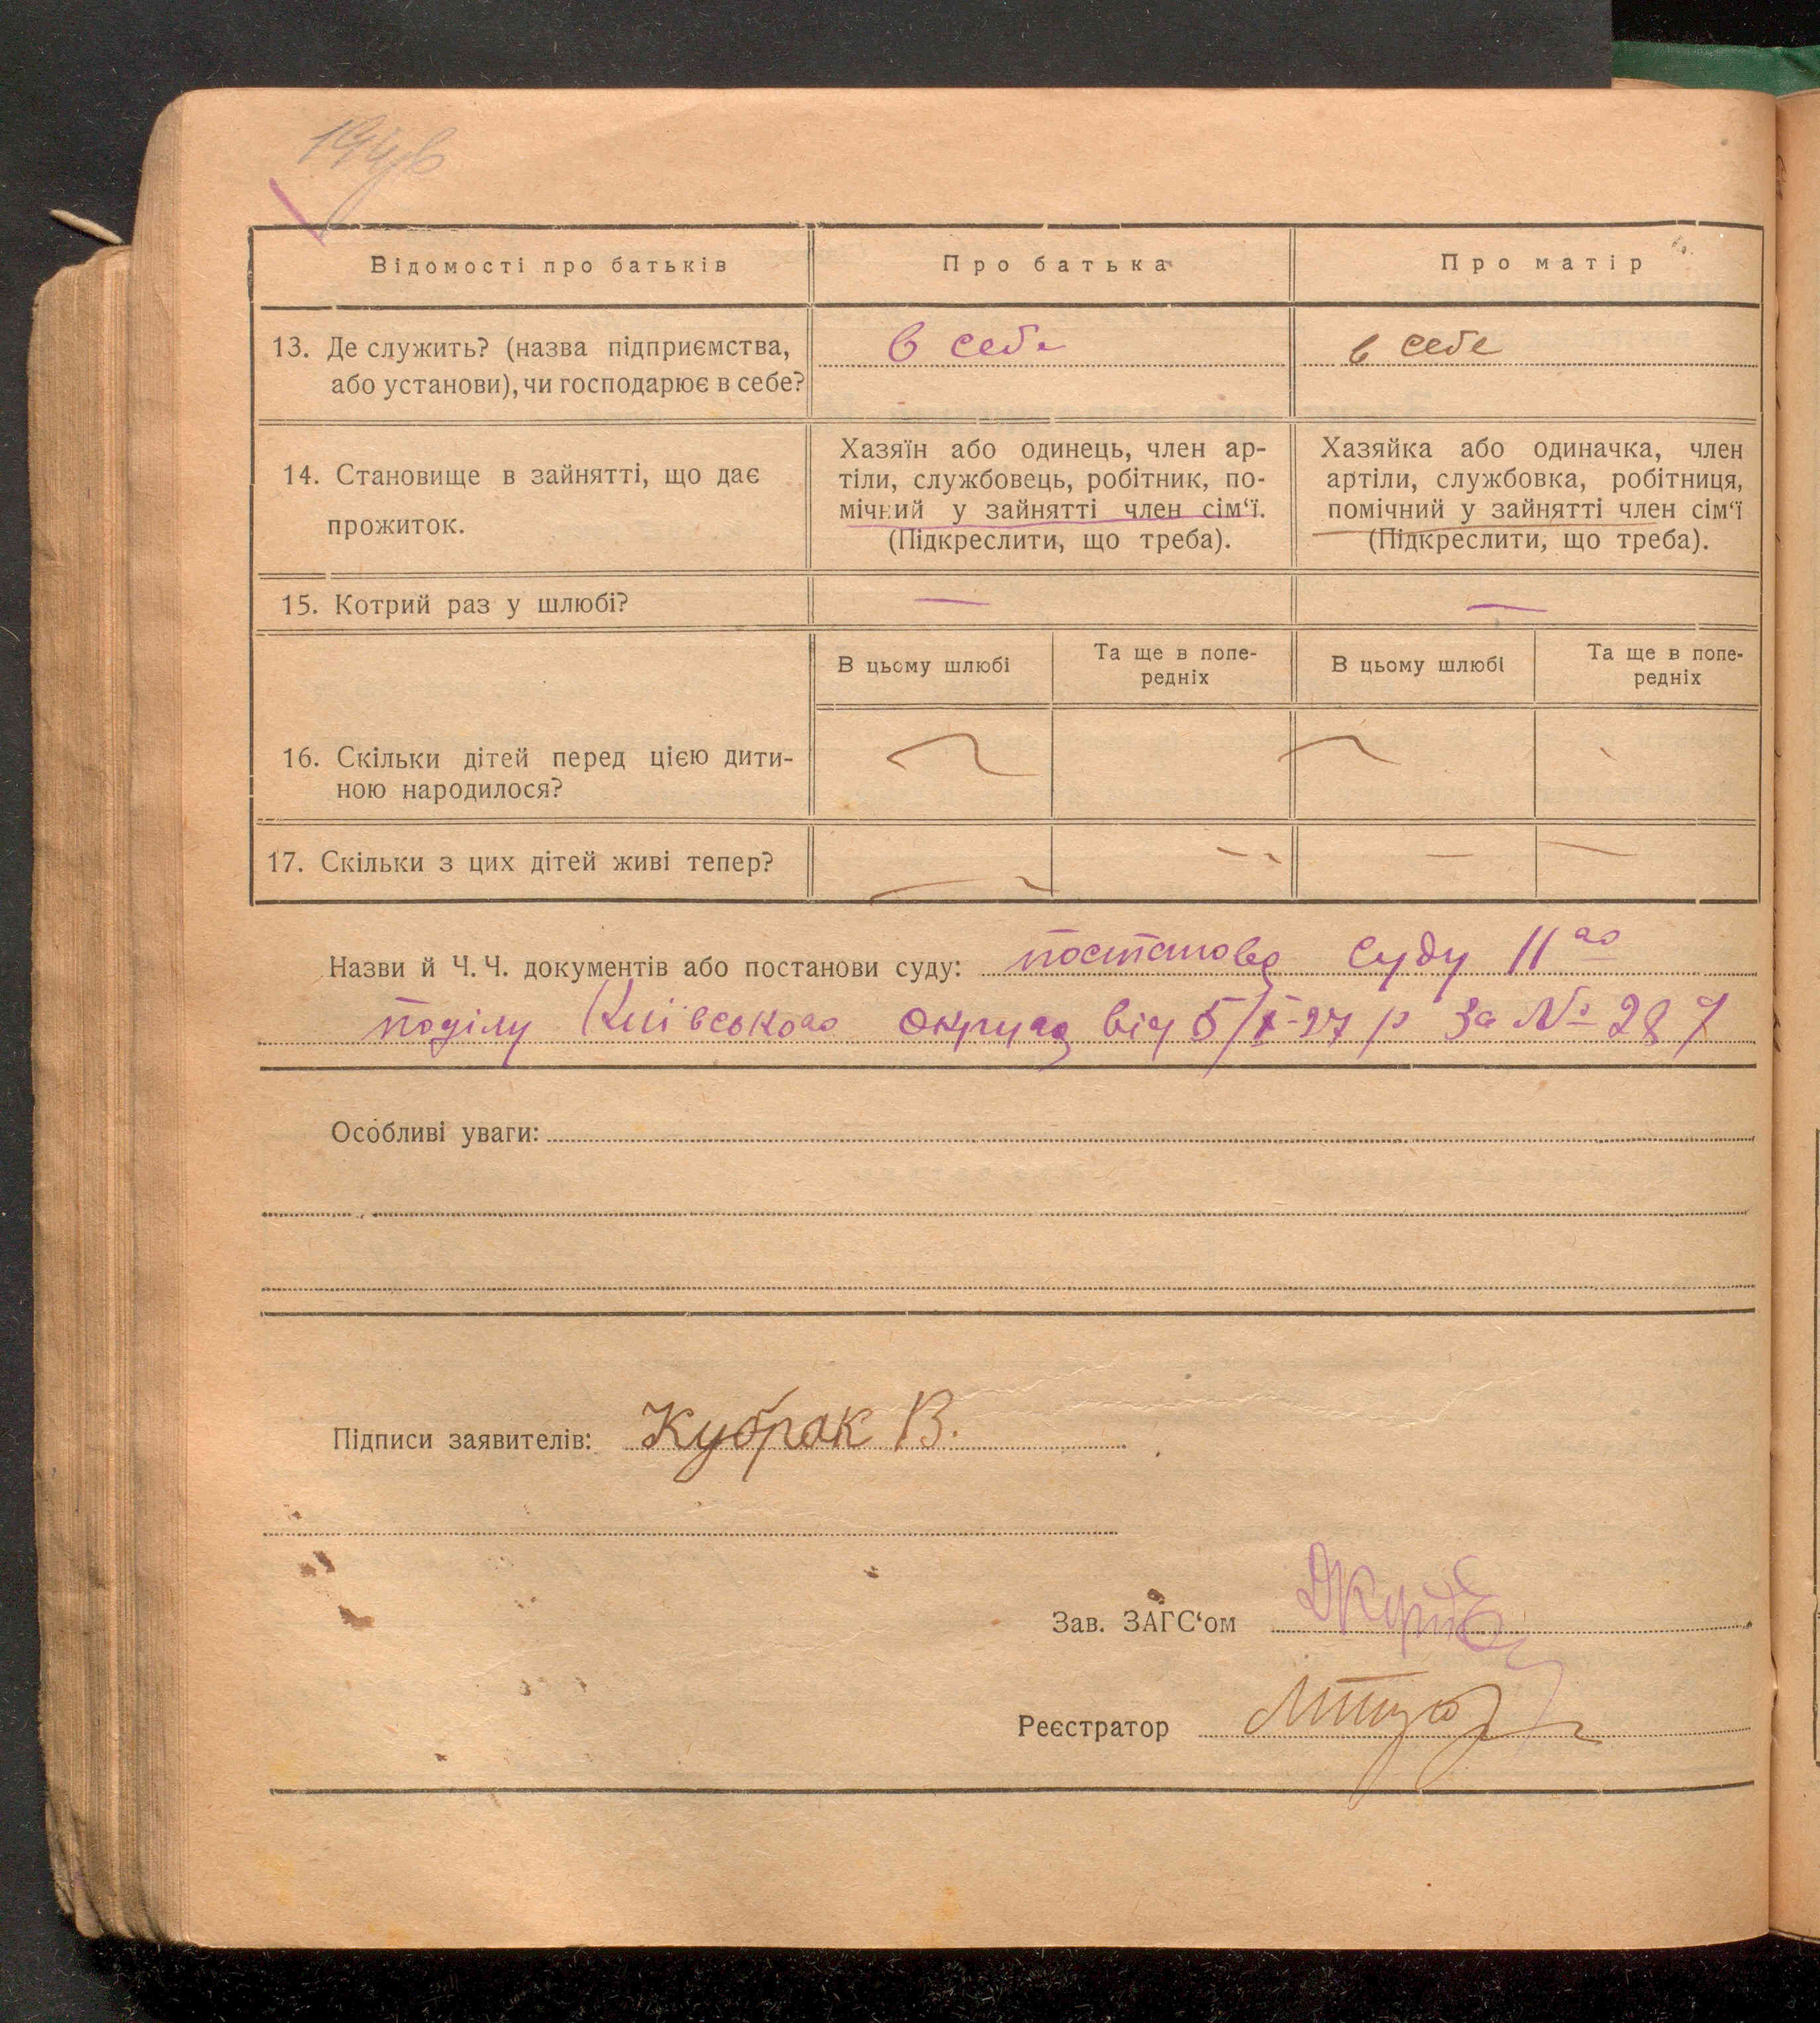 Відомості про батьків
Про батька
Про матір
13. Де служить? (назва підприємства,
або установи), чи господарює в себе?
в себе
в себе
14. Становище в зайнятті, що дає
прожиток.
Хазяїн або одинець, член ар-
тіли, службовець, робітник, по-
мічний у зайнятті член сім‘ї.
(Підкреслити, що треба).
Хазяйка або одиначка, член
артіли, службовка, робітниця,
помічний у зайнятті член сім‘ї
(Підкреслити, що треба).
15. Котрий раз у шлюбі?
—
—
В цьому шлюбі
Та ще в попе-
редніх
В цьому шлюбі
Та ще в попе-
редніх
16. Скільки дітей перед цією дити-
ною народилося?
17. Скільки з цих дітей живі тепер?
Назви й Ч. Ч. документів або постанови суду: постанова суду 11го
поділу Київського округа від 5/X-27 р за № 287
Особливі уваги:
Підписи заявителів: Кубрак В.
Зав. ЗАГС‘ом
Реєстратор